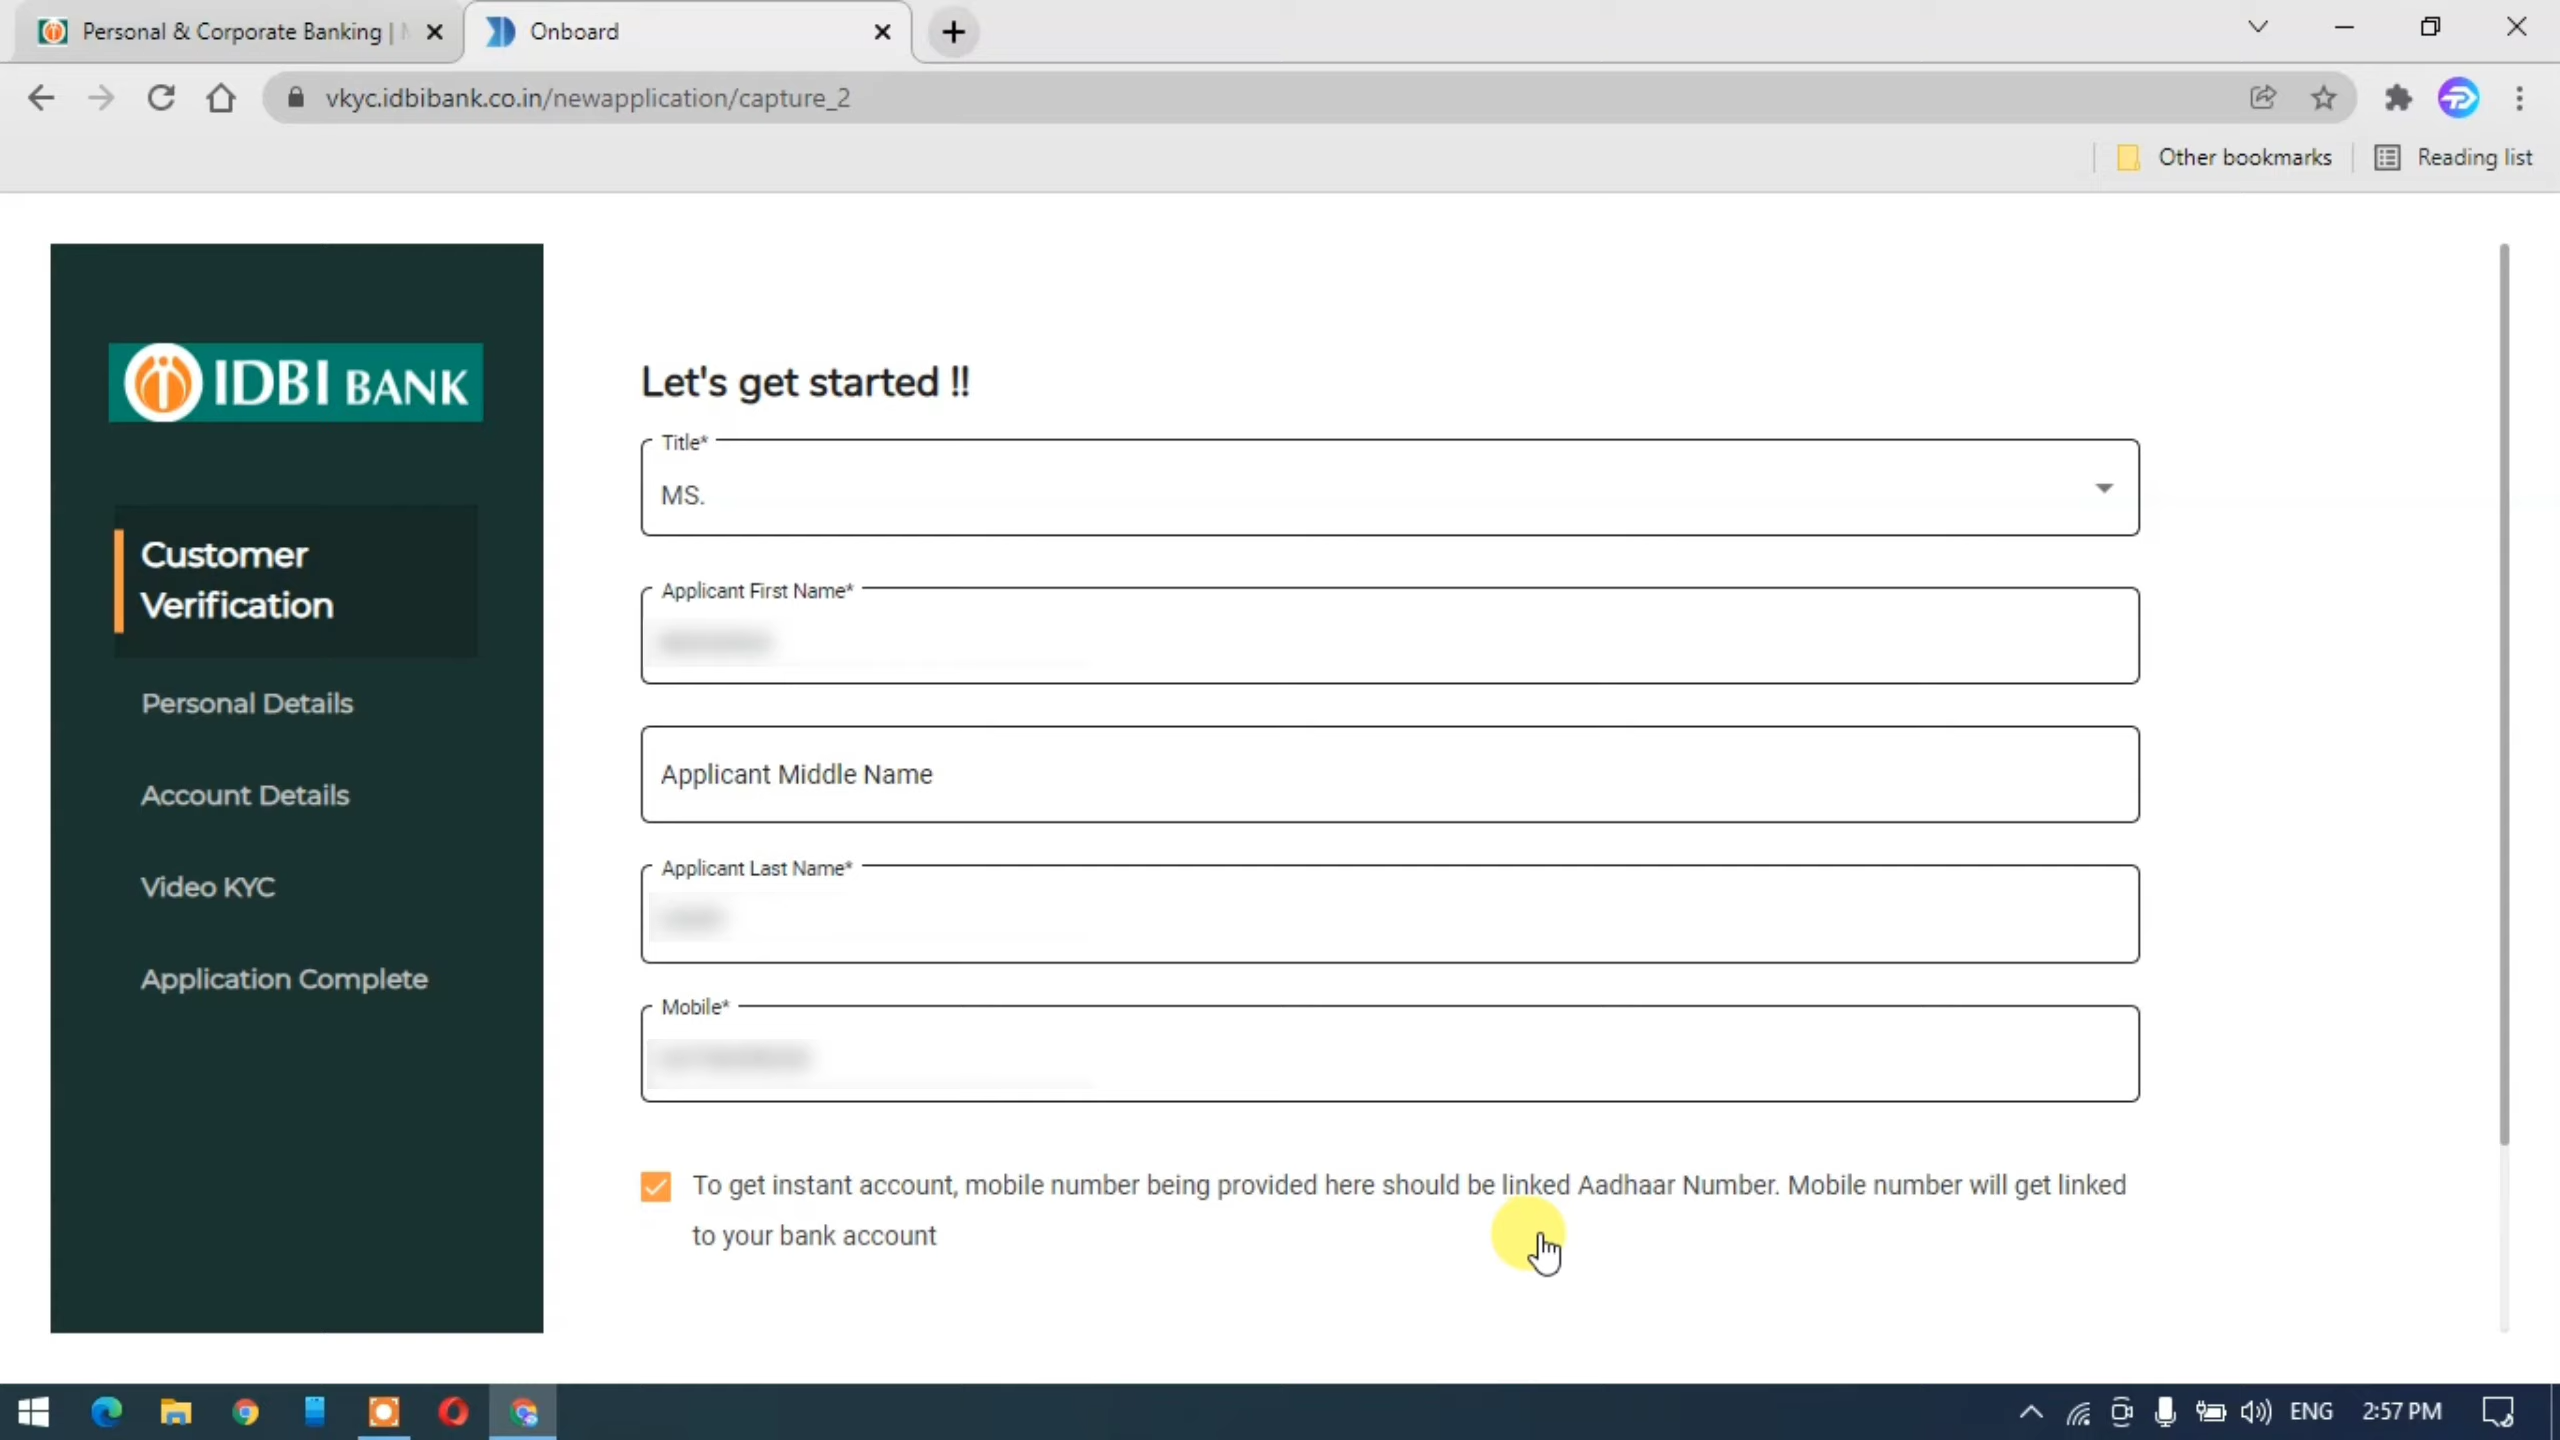 Personal & Corporate Banking |
Onboard
vkyc.idbibank.co.in/newapplication/capture_2
Other bookmarks
Reading list
IDBI BANK
Customer
Verification
Personal Details
Account Details
Video KYC
Application Complete
Let's get started !!
Title*
MS.
Applicant First Name*
Applicant Middle Name
Applicant Last Name*
Mobile*
To get instant account, mobile number being provided here should be linked Aadhaar Number. Mobile number will get linked
to your bank account
ENG
2:57 PM